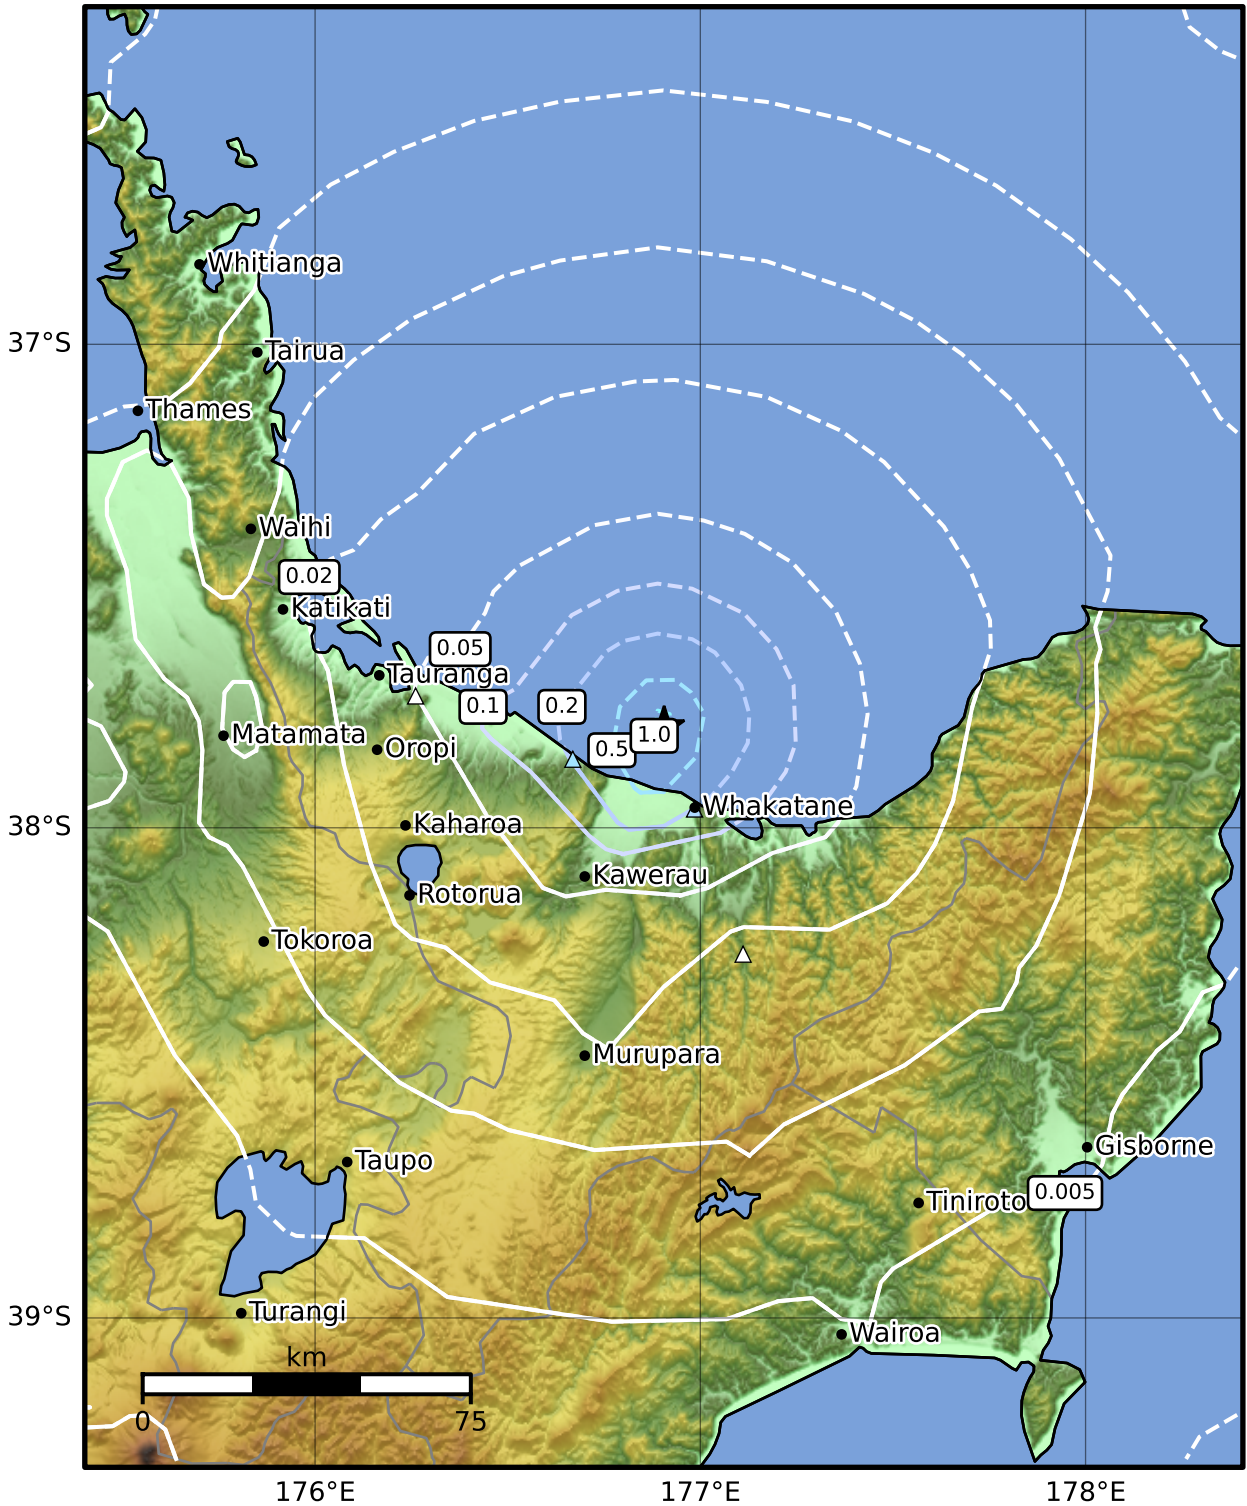 Whitianga
37°S
Tairua
Thames
Waihi
0.02
Katikati
0.05
Tauranga
0.1
0.2
Matamata
Oropi
0.5
1.0
Whakatane
38°S
Kaharoa
Kawerau
Rotorua
Tokoroa
Murupara
Gisborne
Taupo
0.005
Tiniroto
39°S
Turangi
Wairoa
km
0
75
176°E
177°E
178°E